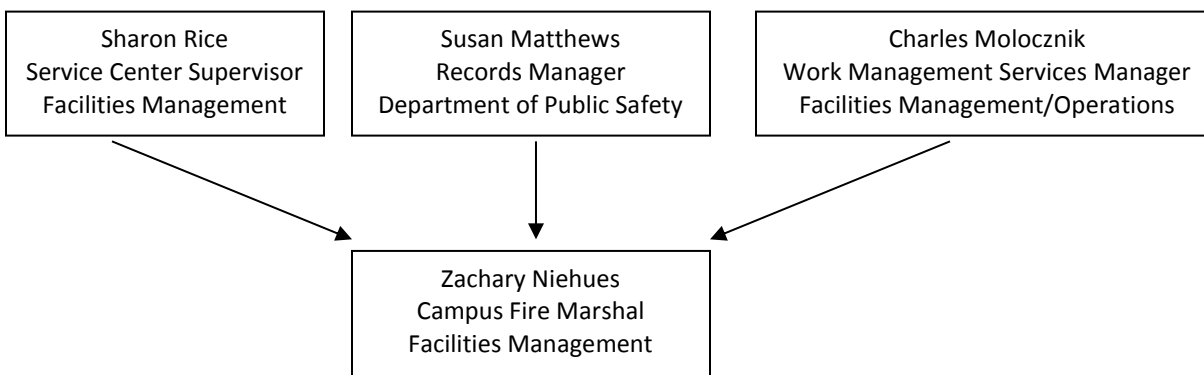 Sharon Rice
Service Center Supervisor
Facilities Management
Susan Matthews
Records Manager
Department of Public Safety
Charles Molocznik
Work Management Services Manager
Facilities Management/Operations
Zachary Niehues
Campus Fire Marshal
Facilities Management